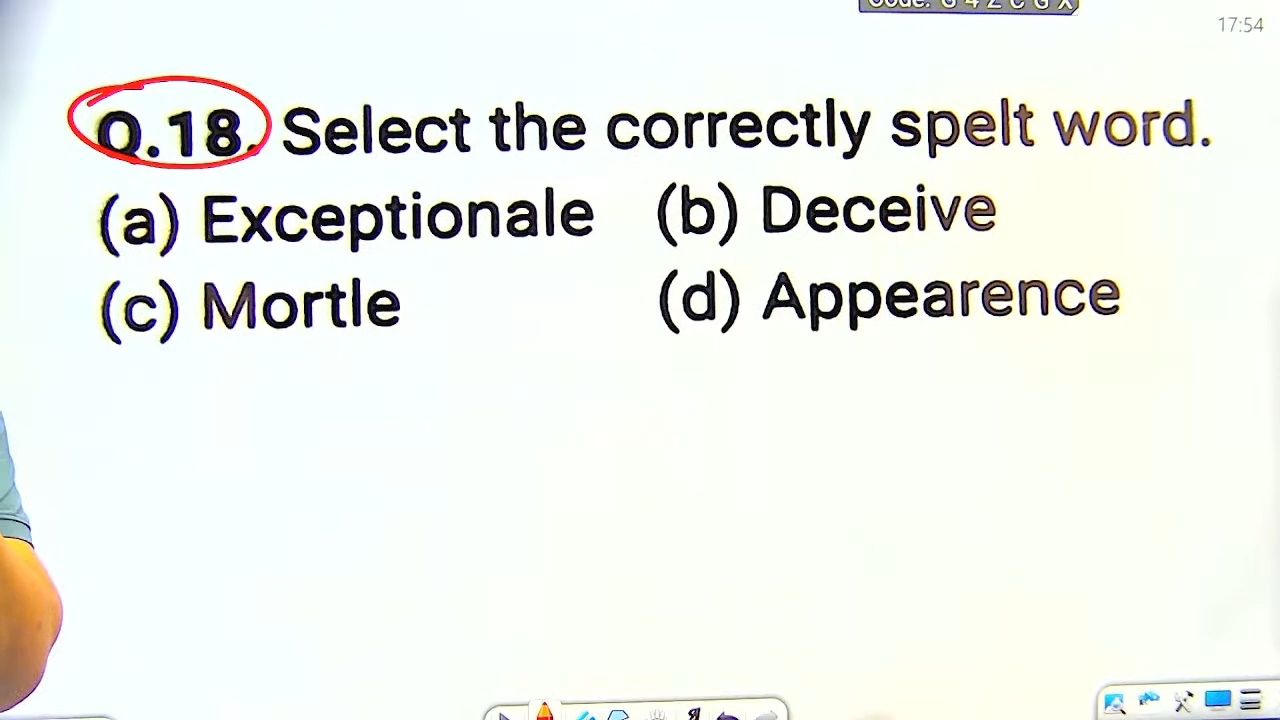 17:54
Q.18. Select the correctly spelt word.
(a) Exceptionale (b) Deceive
(c) Mortle (d) Appearence